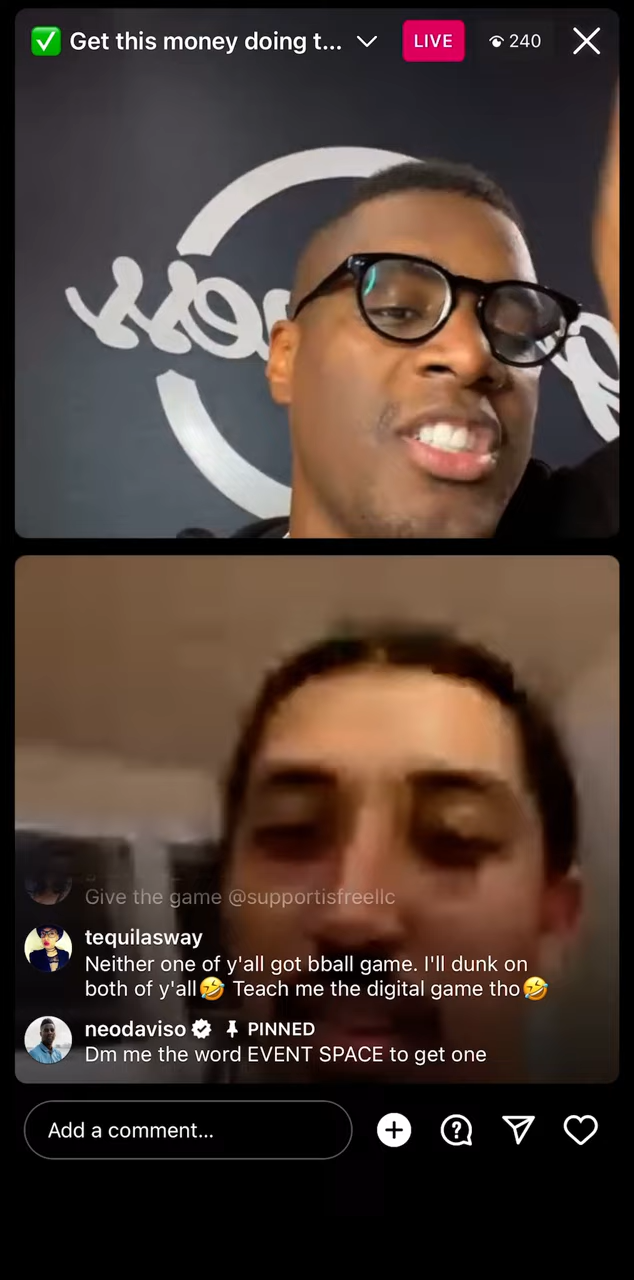 ✅ Get this money doing t...
LIVE
240
Give the game @supportisfreellc
tequilasway
Neither one of y'all got bball game. I'll dunk on
both of y'all🤣 Teach me the digital game tho🤣
neodaviso PINNED
Dm me the word EVENT SPACE to get one
Add a comment...